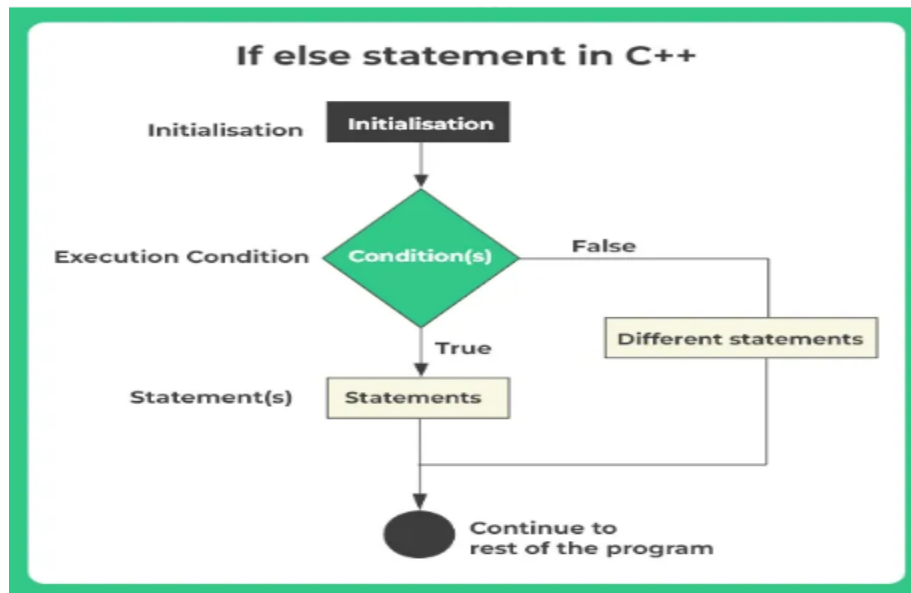 If else statement in C++
Initialisation
Initialisation
Execution Condition
Condition(s)
False
Different statements
True
Statement(s)
Statements
Continue to
rest of the program